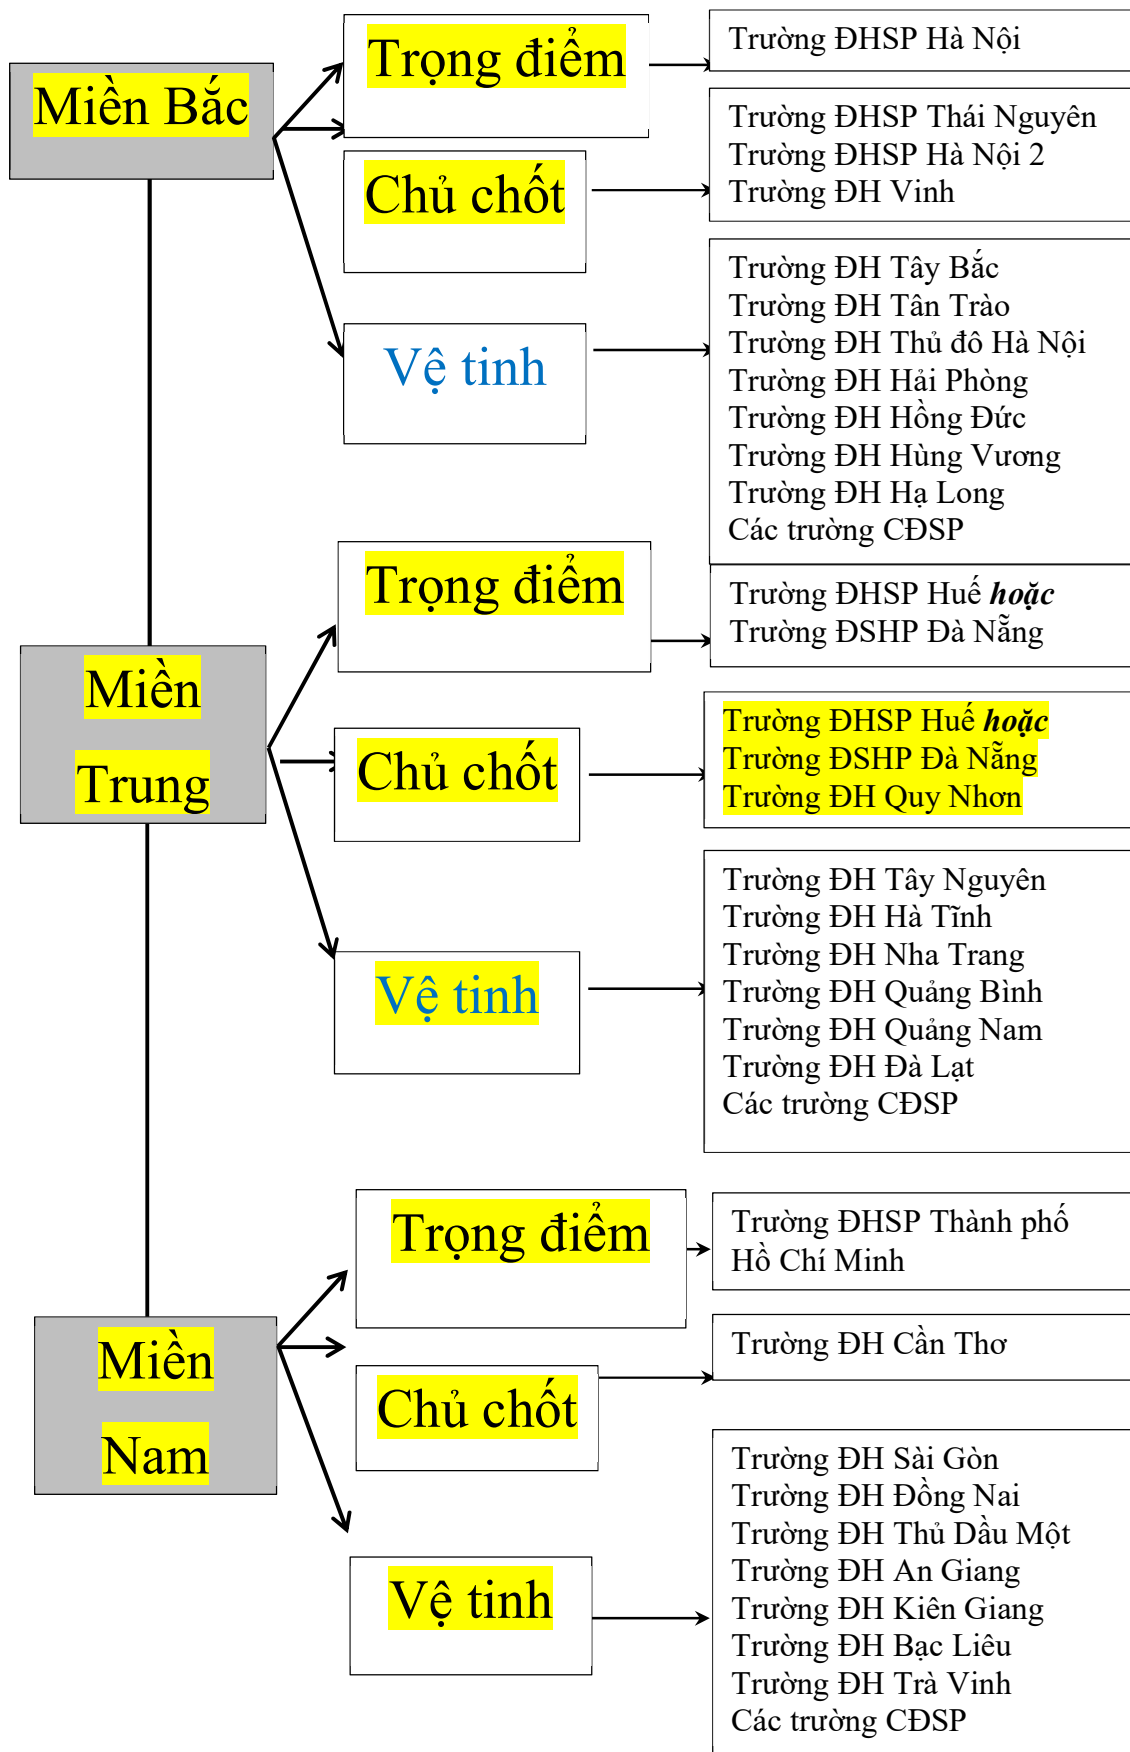 Miền Bắc
Trọng điểm
Trường ĐHSP Hà Nội
Chủ chốt
Trường ĐHSP Thái Nguyên
Trường ĐHSP Hà Nội 2
Trường ĐH Vinh
Vệ tinh
Trường ĐH Tây Bắc
Trường ĐH Tân Trào
Trường ĐH Thủ đô Hà Nội
Trường ĐH Hải Phòng
Trường ĐH Hồng Đức
Trường ĐH Hùng Vương
Trường ĐH Hạ Long
Các trường CĐSP
Miền
Trung
Trọng điểm
Trường ĐHSP Huế hoặc
Trường ĐSHP Đà Nẵng
Chủ chốt
Trường ĐHSP Huế hoặc
Trường ĐSHP Đà Nẵng
Trường ĐH Quy Nhơn
Vệ tinh
Trường ĐH Tây Nguyên
Trường ĐH Hà Tĩnh
Trường ĐH Nha Trang
Trường ĐH Quảng Bình
Trường ĐH Quảng Nam
Trường ĐH Đà Lạt
Các trường CĐSP
Miền
Nam
Trọng điểm
Trường ĐHSP Thành phố
Hồ Chí Minh
Chủ chốt
Trường ĐH Cần Thơ
Vệ tinh
Trường ĐH Sài Gòn
Trường ĐH Đồng Nai
Trường ĐH Thủ Dầu Một
Trường ĐH An Giang
Trường ĐH Kiên Giang
Trường ĐH Bạc Liêu
Trường ĐH Trà Vinh
Các trường CĐSP